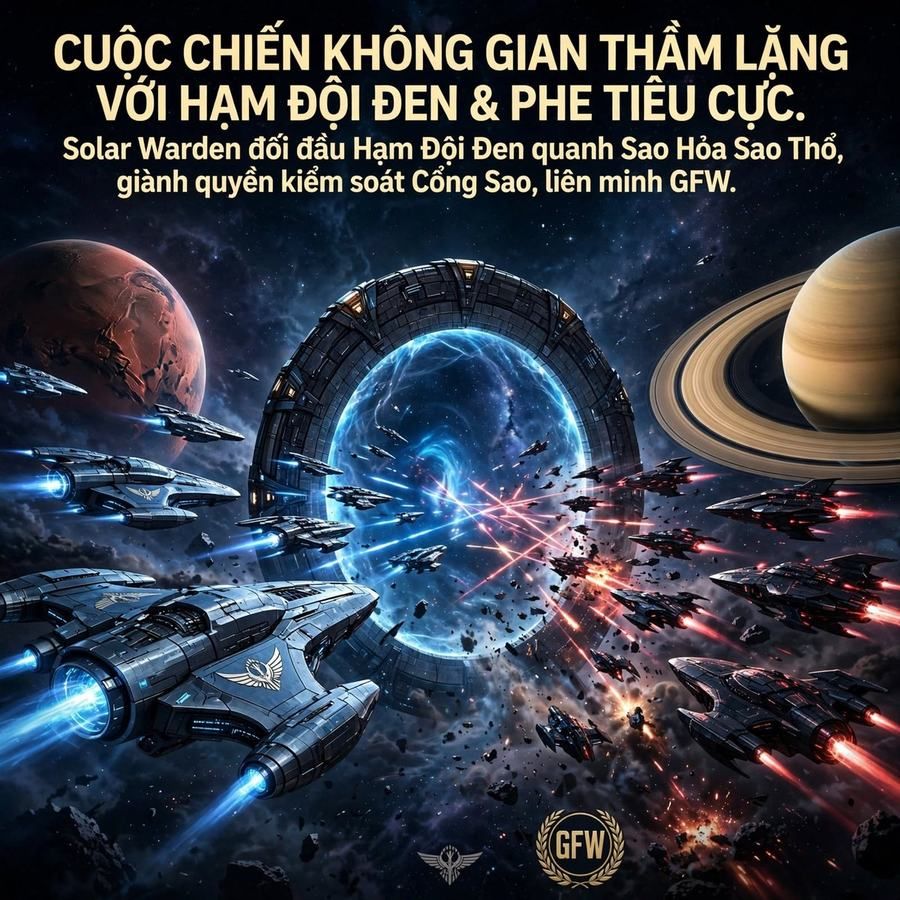 CUỘC CHIẾN KHÔNG GIAN THẦM LẶNG
VỚI HẠM ĐỘI ĐEN & PHE TIÊU CỰC.
Solar Warden đối đầu Hạm Đội Đen quanh Sao Hỏa Sao Thổ,
giành quyền kiểm soát Cổng Sao, liên minh GFW.
GFW